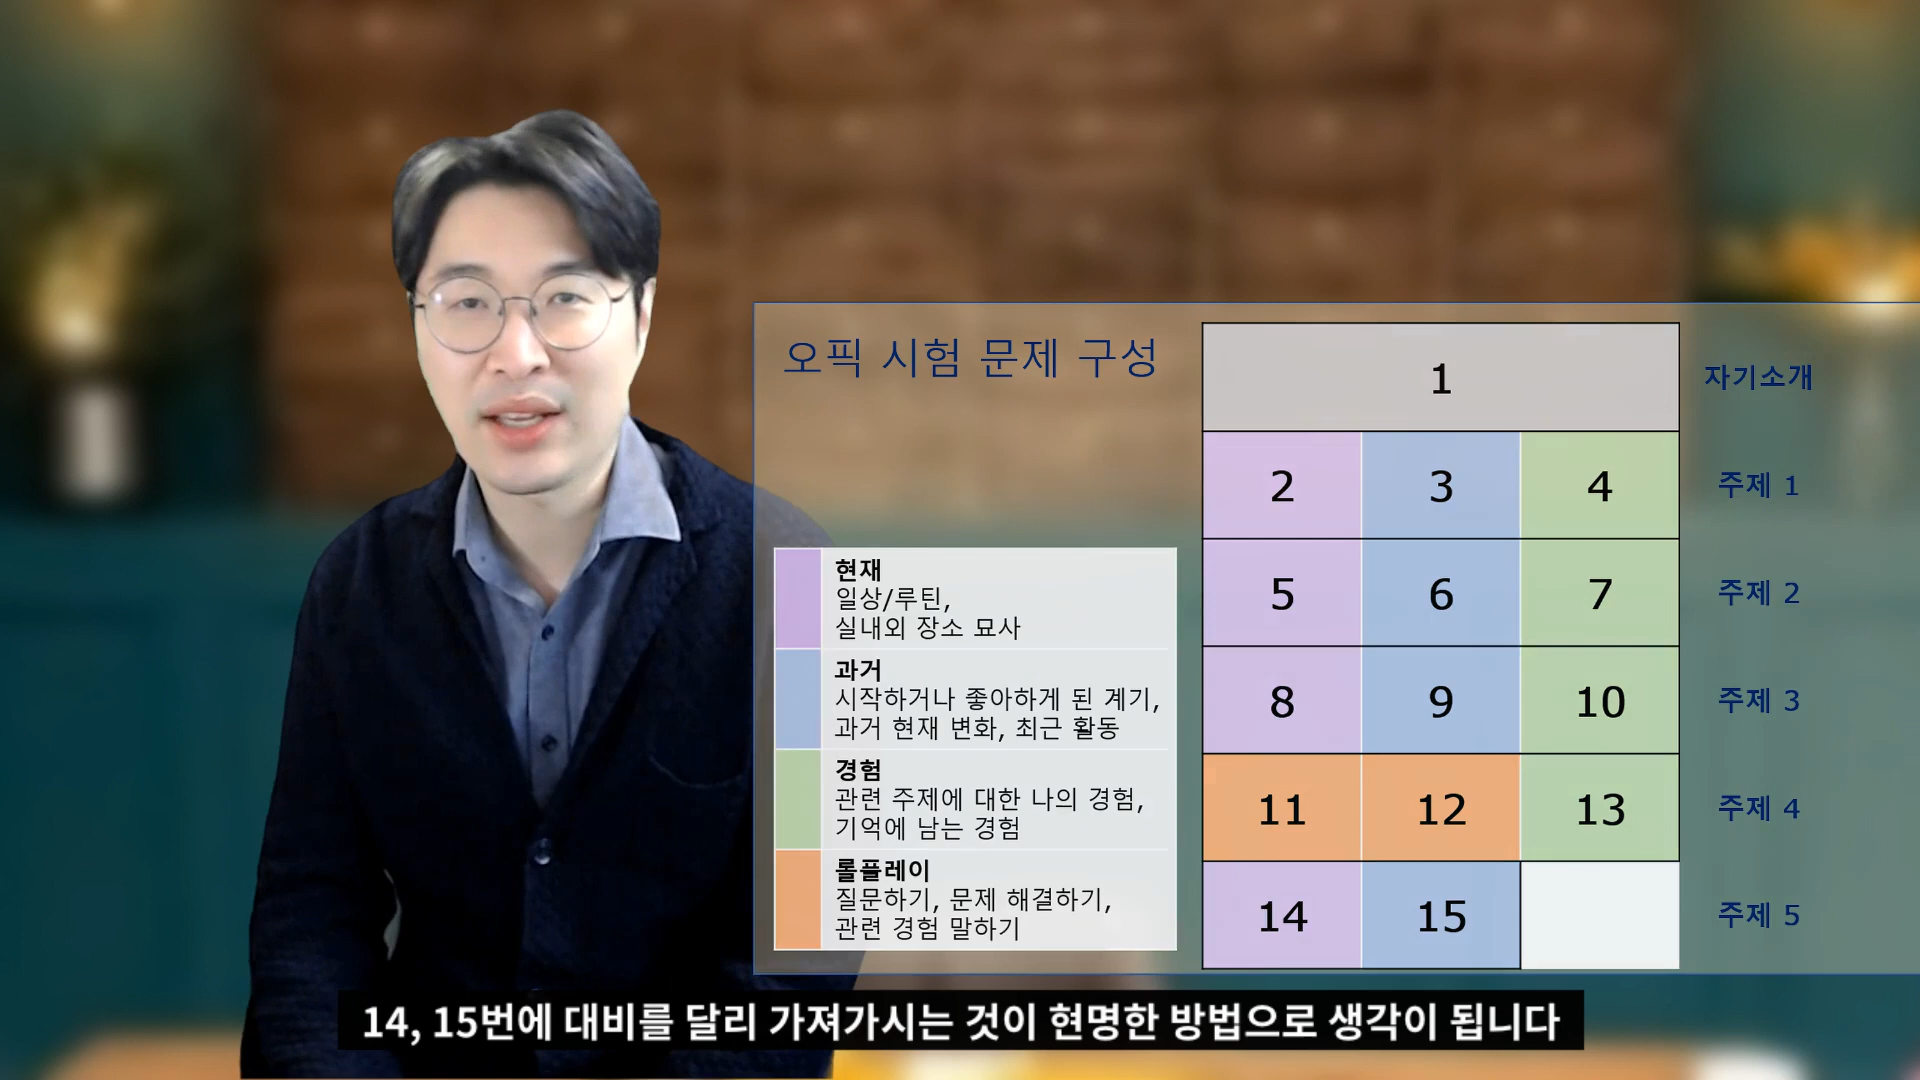 오픽 시험 문제 구성
현재
일상/루틴,
실내외 장소 묘사
과거
시작하거나 좋아하게 된 계기,
과거 현재 변화, 최근 활동
경험
관련 주제에 대한 나의 경험,
기억에 남는 경험
롤플레이
질문하기, 문제 해결하기,
관련 경험 말하기
1 자기소개
2 3 4 주제 1
5 6 7 주제 2
8 9 10 주제 3
11 12 13 주제 4
14 15 주제 5
14, 15번에 대비를 달리 가져가시는 것이 현명한 방법으로 생각이 됩니다